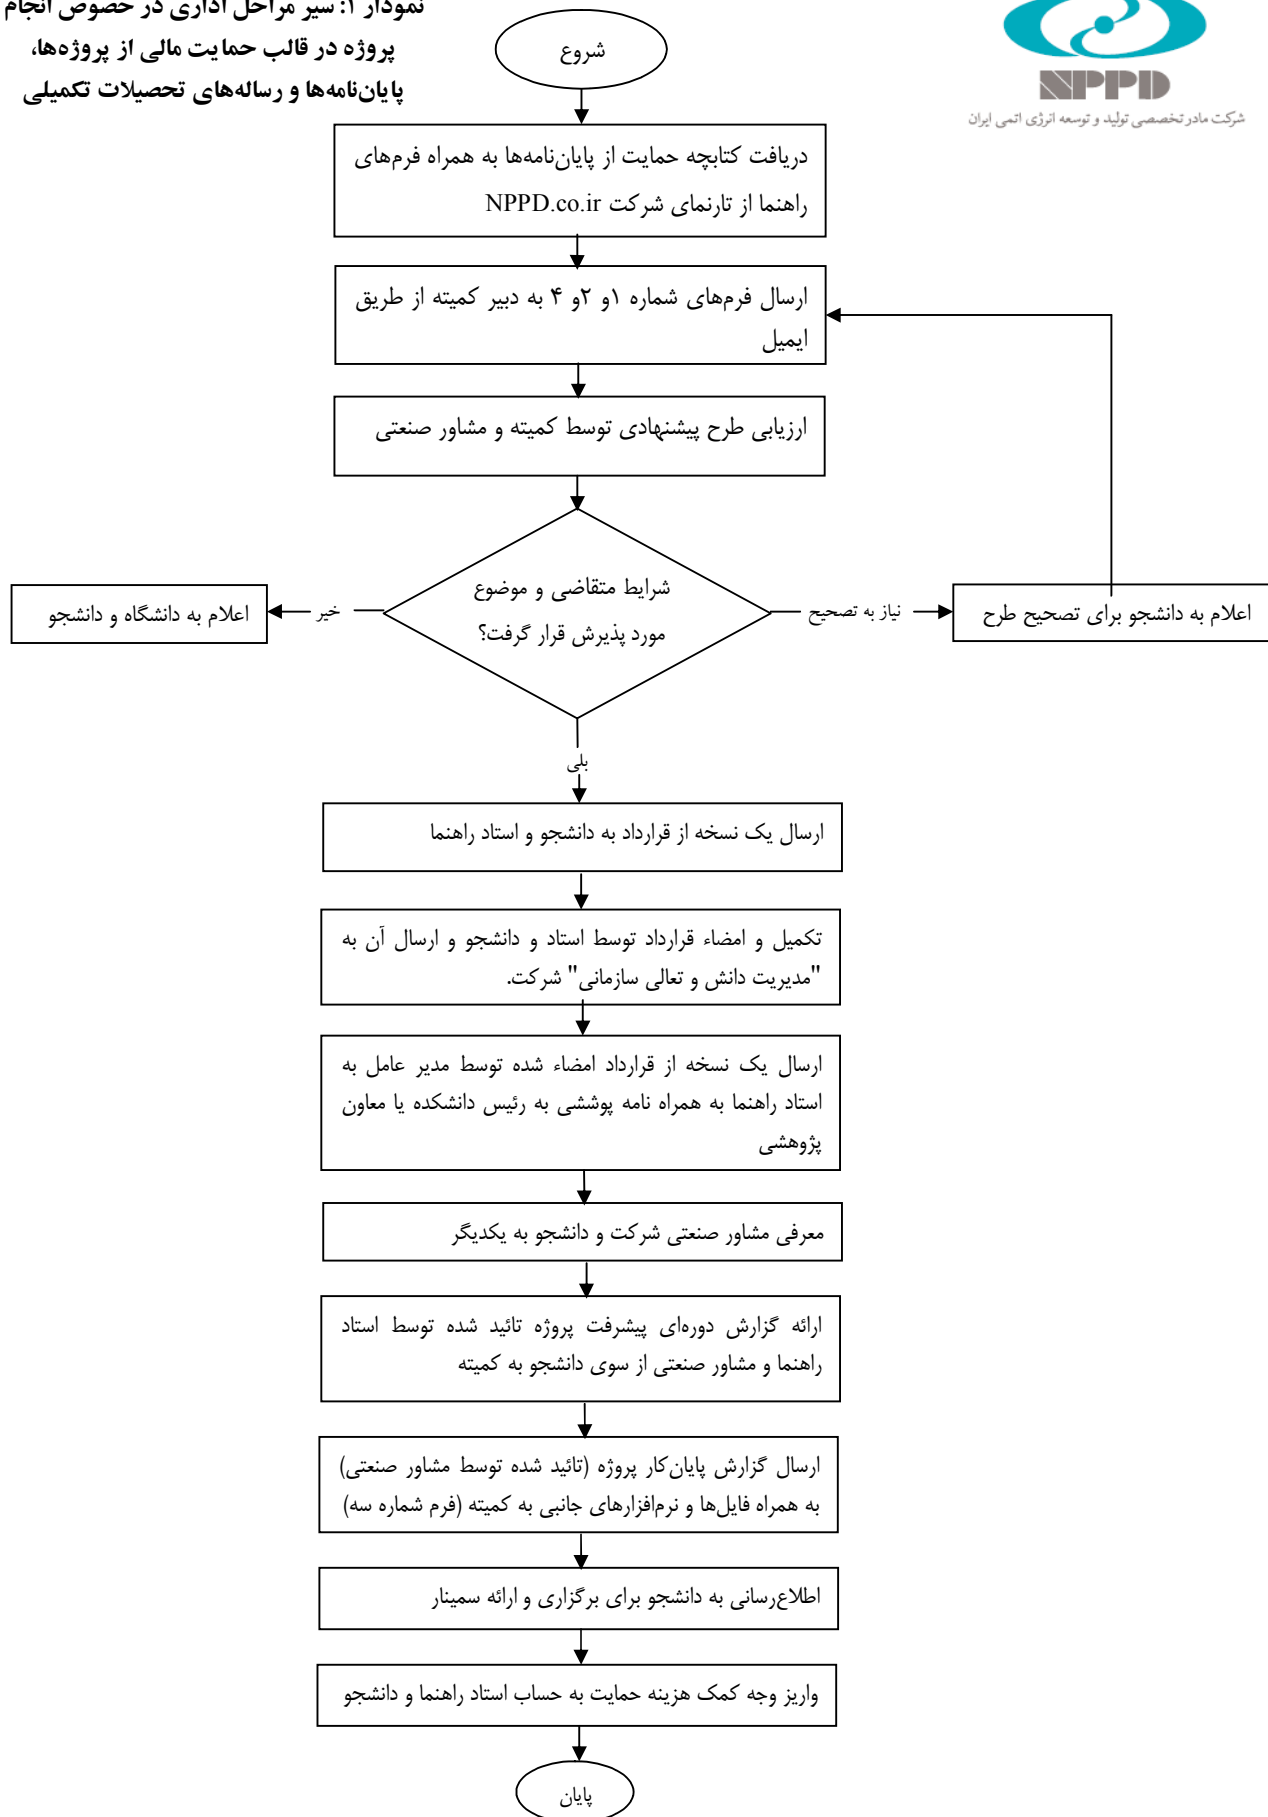 نمودار ۱: سیر مراحل اداری در خصوص انجام
پروژه در قالب حمایت مالی از پروژه‌ها،
پایان‌نامه‌ها و رساله‌های تحصیلات تکمیلی
NPPD
شرکت مادر تخصصی تولید و توسعه انرژی اتمی ایران
شروع
دریافت کتابچه حمایت از پایان‌نامه‌ها به همراه فرم‌های
راهنما از تارنمای شرکت NPPD.co.ir
ارسال فرم‌های شماره ۱و ۲و ۴ به دبیر کمیته از طریق
ایمیل
ارزیابی طرح پیشنهادی توسط کمیته و مشاور صنعتی
شرایط متقاضی و موضوع
مورد پذیرش قرار گرفت؟
نیاز به تصحیح
اعلام به دانشجو برای تصحیح طرح
خیر
اعلام به دانشگاه و دانشجو
بلی
ارسال یک نسخه از قرارداد به دانشجو و استاد راهنما
تکمیل و امضاء قرارداد توسط استاد و دانشجو و ارسال آن به
"مدیریت دانش و تعالی سازمانی" شرکت.
ارسال یک نسخه از قرارداد امضاء شده توسط مدیر عامل به
استاد راهنما به همراه نامه پوششی به رئیس دانشکده یا معاون
پژوهشی
معرفی مشاور صنعتی شرکت و دانشجو به یکدیگر
ارائه گزارش دوره‌ای پیشرفت پروژه تائید شده توسط استاد
راهنما و مشاور صنعتی از سوی دانشجو به کمیته
ارسال گزارش پایان‌کار پروژه (تائید شده توسط مشاور صنعتی)
به همراه فایل‌ها و نرم‌افزارهای جانبی به کمیته (فرم شماره سه)
اطلاع‌رسانی به دانشجو برای برگزاری و ارائه سمینار
واریز وجه کمک هزینه حمایت به حساب استاد راهنما و دانشجو
پایان